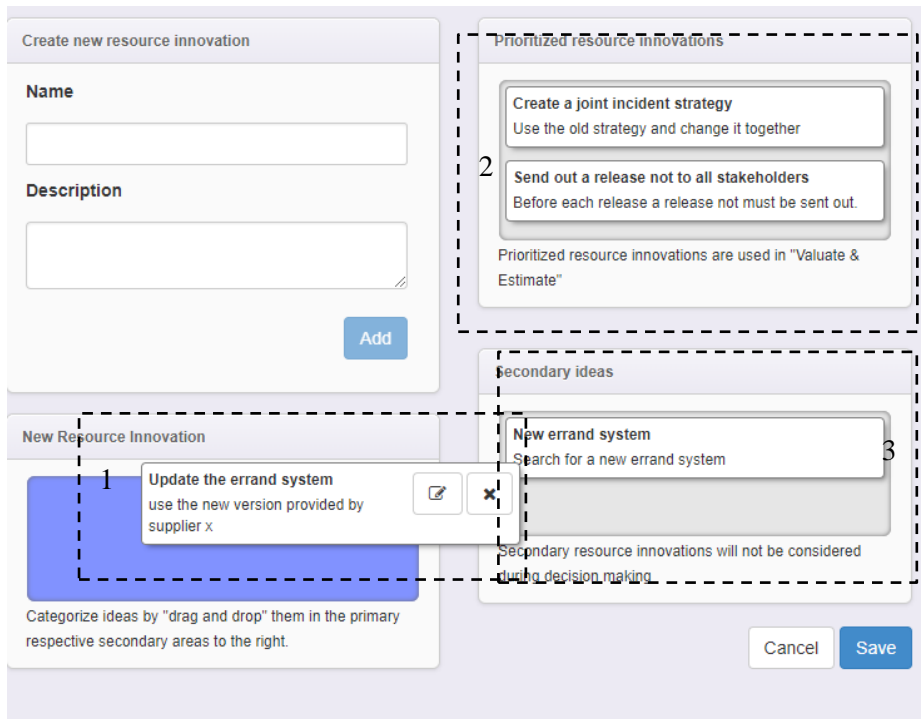 Create new resource innovation
Name
Description
Add
New Resource Innovation
1
Update the errand system
use the new version provided by
supplier x
Categorize ideas by "drag and drop" them in the primary
respective secondary areas to the right.
Prioritized resource innovations
2
Create a joint incident strategy
Use the old strategy and change it together
Send out a release not to all stakeholders
Before each release a release not must be sent out.
Prioritized resource innovations are used in "Valuate &
Estimate"
Secondary ideas
3
New errand system
Search for a new errand system
Secondary resource innovations will not be considered
during decision making
Cancel
Save